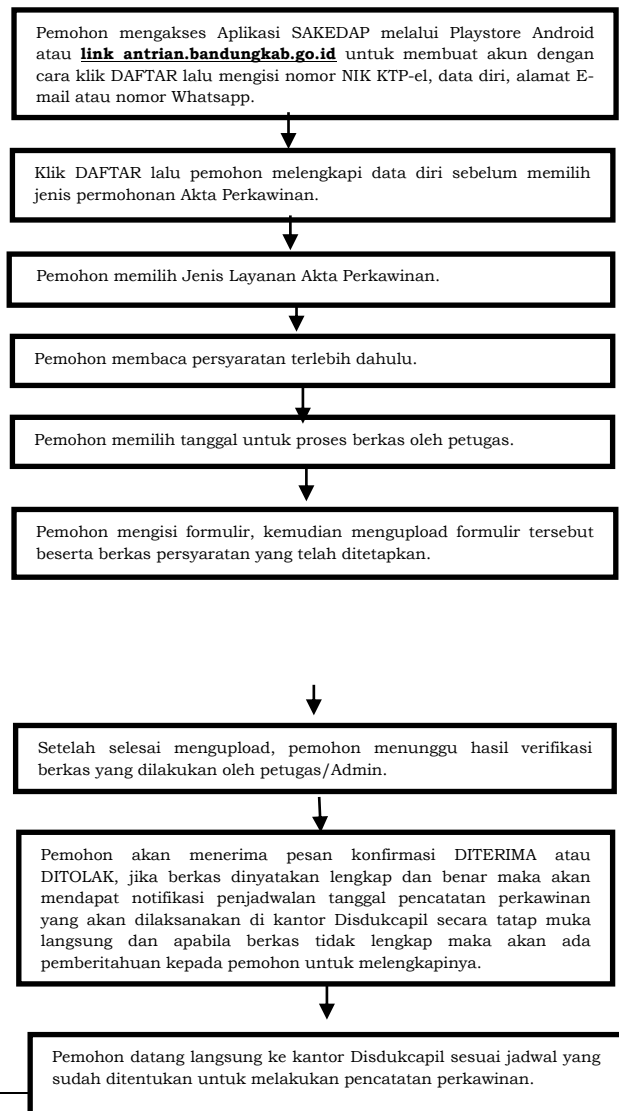 Pemohon mengakses Aplikasi SAKEDAP melalui Playstore Android
atau link antrian.bandungkab.go.id untuk membuat akun dengan
cara klik DAFTAR lalu mengisi nomor NIK KTP-el, data diri, alamat E-
mail atau nomor Whatsapp.
Klik DAFTAR lalu pemohon melengkapi data diri sebelum memilih
jenis permohonan Akta Perkawinan.
Pemohon memilih Jenis Layanan Akta Perkawinan.
Pemohon membaca persyaratan terlebih dahulu.
Pemohon memilih tanggal untuk proses berkas oleh petugas.
Pemohon mengisi formulir, kemudian mengupload formulir tersebut
beserta berkas persyaratan yang telah ditetapkan.
Setelah selesai mengupload, pemohon menunggu hasil verifikasi
berkas yang dilakukan oleh petugas/Admin.
Pemohon akan menerima pesan konfirmasi DITERIMA atau
DITOLAK, jika berkas dinyatakan lengkap dan benar maka akan
mendapat notifikasi penjadwalan tanggal pencatatan perkawinan
yang akan dilaksanakan di kantor Disdukcapil secara tatap muka
langsung dan apabila berkas tidak lengkap maka akan ada
pemberitahuan kepada pemohon untuk melengkapinya.
Pemohon datang langsung ke kantor Disdukcapil sesuai jadwal yang
sudah ditentukan untuk melakukan pencatatan perkawinan.